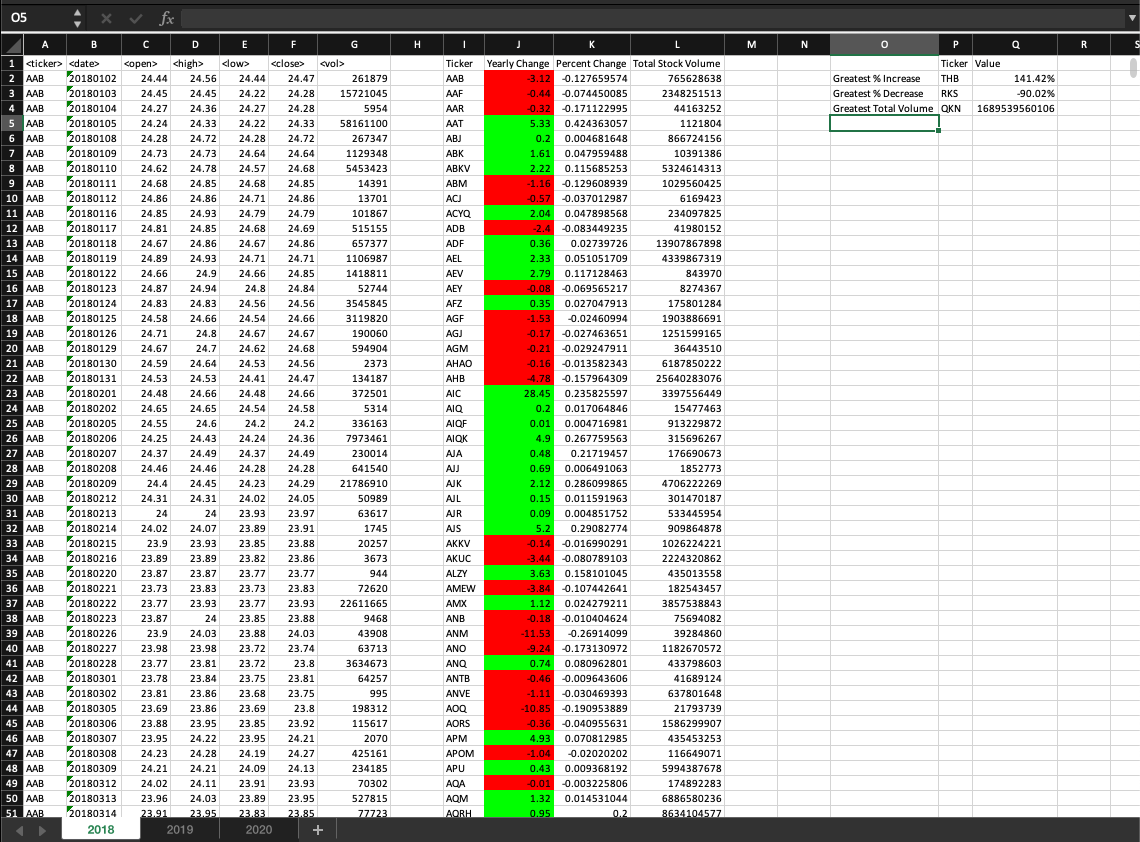 O5 fx
A B C D E F G H I J K L M N O P Q R S
1 <ticker> <date> <open> <high> <low> <close> <vol> Ticker Yearly Change Percent Change Total Stock Volume Ticker Value
2 AAB 20180102 24.44 24.56 24.44 24.47 261879 AAB -3.12 -0.127659574 765628638 Greatest % Increase THB 141.42%
3 AAB 20180103 24.45 24.45 24.22 24.28 15721045 AAF -0.44 -0.074450085 2348251513 Greatest % Decrease RKS -90.02%
4 AAB 20180104 24.27 24.36 24.27 24.28 5954 AAR -0.32 -0.171122995 44163252 Greatest Total Volume QKN 1689539560106
5 AAB 20180105 24.24 24.33 24.22 24.33 58161100 AAT 5.33 0.424363057 1121804
6 AAB 20180108 24.28 24.72 24.28 24.72 267347 ABJ 0.2 0.004681648 866724156
7 AAB 20180109 24.73 24.73 24.64 24.64 1129348 ABK 1.61 0.047959488 10391386
8 AAB 20180110 24.62 24.78 24.57 24.68 5453423 ABKV 2.22 0.115685253 5324614313
9 AAB 20180111 24.68 24.85 24.68 24.85 14391 ABM -1.16 -0.129608939 1029560425
10 AAB 20180112 24.86 24.86 24.71 24.86 13701 ACJ -0.57 -0.037012987 6169423
11 AAB 20180116 24.85 24.93 24.79 24.79 101867 ACYQ 2.04 0.047898568 234097825
12 AAB 20180117 24.81 24.85 24.68 24.69 515155 ADB -2.4 -0.083449235 41980152
13 AAB 20180118 24.67 24.86 24.67 24.86 657377 ADF 0.36 0.02739726 13907867898
14 AAB 20180119 24.89 24.93 24.71 24.71 1106987 AEL 2.33 0.051051709 4339867319
15 AAB 20180122 24.66 24.9 24.66 24.85 1418811 AEV 2.79 0.117128463 843970
16 AAB 20180123 24.87 24.94 24.8 24.84 52744 AEY -0.08 -0.069565217 8274367
17 AAB 20180124 24.83 24.83 24.56 24.56 3545845 AFZ 0.35 0.027047913 175801284
18 AAB 20180125 24.58 24.66 24.54 24.66 3119820 AGF -1.53 -0.02460994 1903886691
19 AAB 20180126 24.71 24.8 24.67 24.67 190060 AGJ -0.17 -0.027463651 1251599165
20 AAB 20180129 24.67 24.7 24.62 24.68 594904 AGM -0.21 -0.029247911 36443510
21 AAB 20180130 24.59 24.64 24.53 24.56 2373 AHAO -0.16 -0.013582343 6187850222
22 AAB 20180131 24.53 24.53 24.41 24.47 134187 AHB -4.78 -0.157964309 25640283076
23 AAB 20180201 24.48 24.66 24.48 24.66 372501 AIC 28.45 0.235825597 3397556449
24 AAB 20180202 24.65 24.65 24.54 24.58 5314 AIQ 0.2 0.017064846 15477463
25 AAB 20180205 24.55 24.6 24.2 24.2 336163 AIQF 0.01 0.004716981 913229872
26 AAB 20180206 24.25 24.43 24.24 24.36 7973461 AIQK 4.9 0.267759563 315696267
27 AAB 20180207 24.37 24.49 24.37 24.49 230014 AJA 0.48 0.21719457 176690673
28 AAB 20180208 24.46 24.46 24.28 24.28 641540 AJJ 0.69 0.006491063 1852773
29 AAB 20180209 24.4 24.45 24.23 24.29 21786910 AJK 2.12 0.286099865 4706222269
30 AAB 20180212 24.31 24.31 24.02 24.05 50989 AJL 0.15 0.011591963 301470187
31 AAB 20180213 24 24 23.93 23.97 63617 AJR 0.09 0.004851752 533445954
32 AAB 20180214 24.02 24.07 23.89 23.91 1745 AJS 5.2 0.29082774 909864878
33 AAB 20180215 23.9 23.93 23.85 23.88 20257 AKKV -0.14 -0.016990291 1026224221
34 AAB 20180216 23.89 23.89 23.82 23.86 3673 AKUC -3.44 -0.080789103 2224320862
35 AAB 20180220 23.87 23.87 23.77 23.77 944 ALZY 3.63 0.158101045 435013558
36 AAB 20180221 23.73 23.83 23.73 23.83 72620 AMEW -3.84 -0.107442641 182543457
37 AAB 20180222 23.77 23.93 23.77 23.93 22611665 AMX 1.12 0.024279211 3857538843
38 AAB 20180223 23.87 24 23.85 23.88 9468 ANB -0.18 -0.010404624 75694082
39 AAB 20180226 23.9 24.03 23.88 24.03 43908 ANM -11.53 -0.26914099 39284860
40 AAB 20180227 23.98 23.98 23.72 23.74 63713 ANO -9.24 -0.173130972 1182670572
41 AAB 20180228 23.77 23.81 23.72 23.8 3634673 ANQ 0.74 0.080962801 433798603
42 AAB 20180301 23.78 23.84 23.75 23.81 64257 ANTB -0.46 -0.009643606 41689124
43 AAB 20180302 23.81 23.86 23.68 23.75 995 ANVE -1.11 -0.030469393 637801648
44 AAB 20180305 23.69 23.86 23.69 23.8 198312 AOQ -10.85 -0.190953889 21793739
45 AAB 20180306 23.88 23.95 23.85 23.92 115617 AORS -0.36 -0.040955631 1586299907
46 AAB 20180307 23.95 24.22 23.95 24.21 2070 APM 4.93 0.070812985 435453253
47 AAB 20180308 24.23 24.28 24.19 24.27 425161 APOM -1.04 -0.02020202 116649071
48 AAB 20180309 24.21 24.21 24.09 24.13 234185 APU 0.43 0.009368192 5994387678
49 AAB 20180312 24.02 24.11 23.91 23.93 70302 AQA -0.01 -0.003225806 174892283
50 AAB 20180313 23.96 24.03 23.89 23.95 527815 AQM 1.32 0.014531044 6886580236
51 AAB 20180314 23.91 23.95 23.83 23.85 77723 AQRH 0.95 0.2 8634104577
2018 2019 2020 +